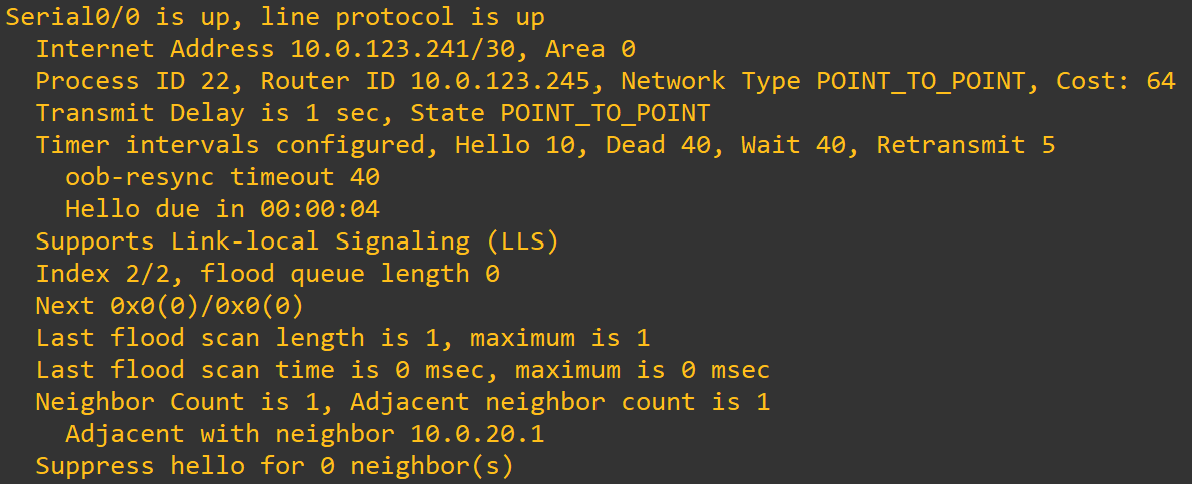 Serial0/0 is up, line protocol is up
Internet Address 10.0.123.241/30, Area 0
Process ID 22, Router ID 10.0.123.245, Network Type POINT_TO_POINT, Cost: 64
Transmit Delay is 1 sec, State POINT_TO_POINT
Timer intervals configured, Hello 10, Dead 40, Wait 40, Retransmit 5
oob-resync timeout 40
Hello due in 00:00:04
Supports Link-local Signaling (LLS)
Index 2/2, flood queue length 0
Next 0x0(0)/0x0(0)
Last flood scan length is 1, maximum is 1
Last flood scan time is 0 msec, maximum is 0 msec
Neighbor Count is 1, Adjacent neighbor count is 1
Adjacent with neighbor 10.0.20.1
Suppress hello for 0 neighbor(s)